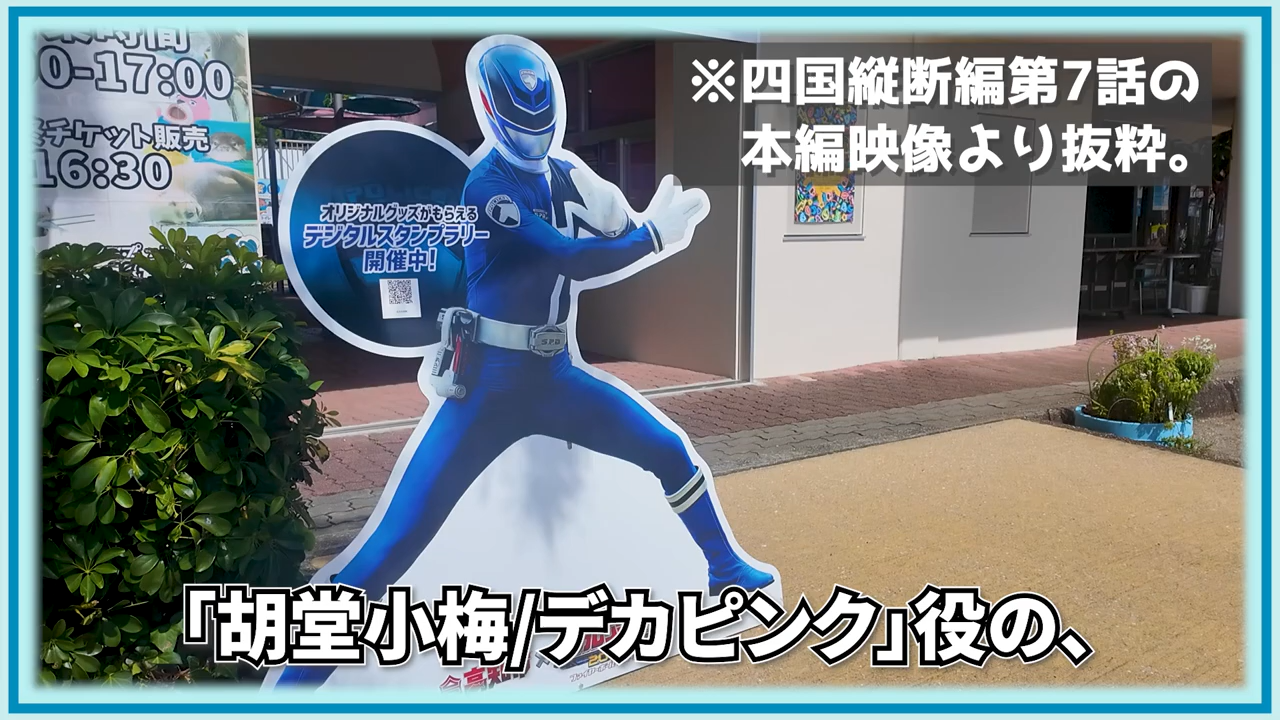 ※四国縦断編第7話の
本編映像より抜粋。
0-17:00
チケット販売
16:30
オリジナルグッズがもらえる
デジタルスタンプラリー
開催中!
「胡堂小梅/デカピンク」役の、